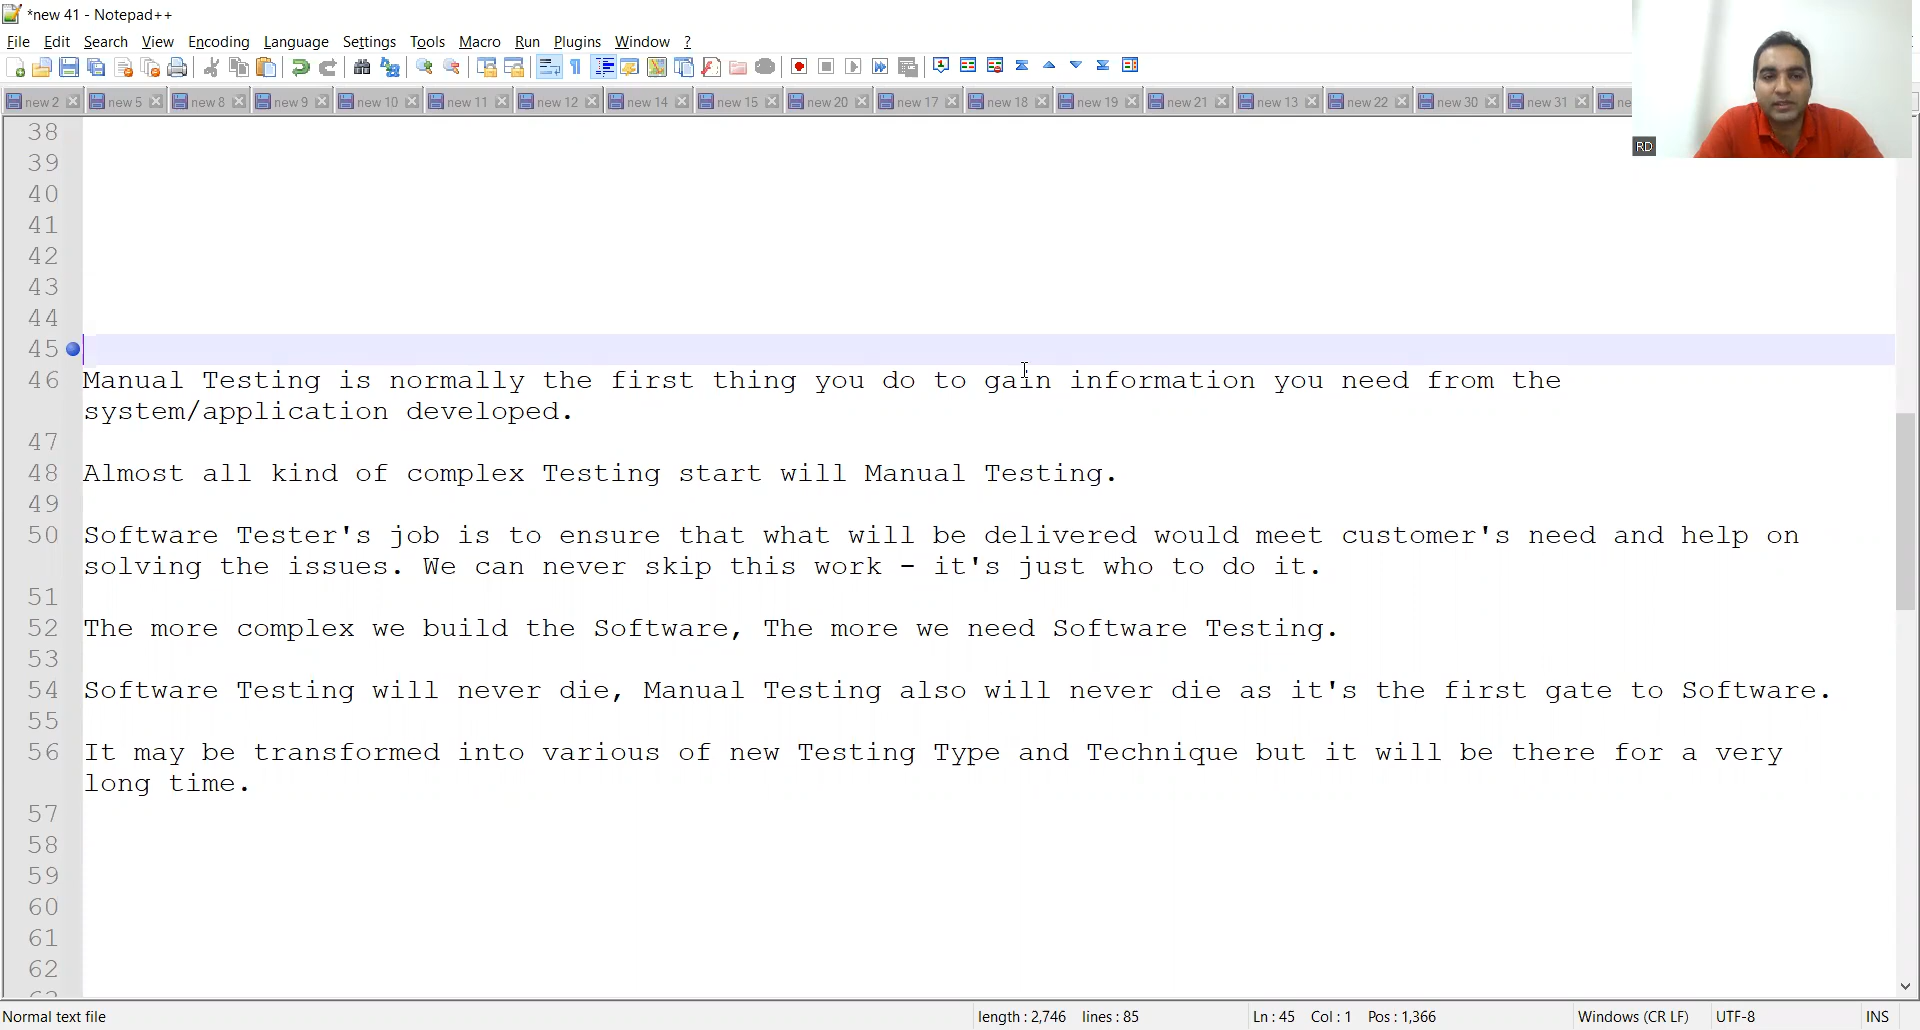 *new 41 - Notepad++
File Edit Search View Encoding Language Settings Tools Macro Run Plugins Window ?
new 2 new 5 new 8 new 9 new 10 new 11 new 12 new 14 new 15 new 20 new 17 new 18 new 19 new 21 new 13 new 22 new 30 new 31 ne
RD
38
39
40
41
42
43
44
45
46 Manual Testing is normally the first thing you do to gain information you need from the
system/application developed.
47
48 Almost all kind of complex Testing start will Manual Testing.
49
50 Software Tester's job is to ensure that what will be delivered would meet customer's need and help on
solving the issues. We can never skip this work - it's just who to do it.
51
52 The more complex we build the Software, The more we need Software Testing.
53
54 Software Testing will never die, Manual Testing also will never die as it's the first gate to Software.
55
56 It may be transformed into various of new Testing Type and Technique but it will be there for a very
long time.
57
58
59
60
61
62
Normal text file length : 2,746 lines : 85 Ln : 45 Col : 1 Pos : 1,366 Windows (CR LF) UTF-8 INS